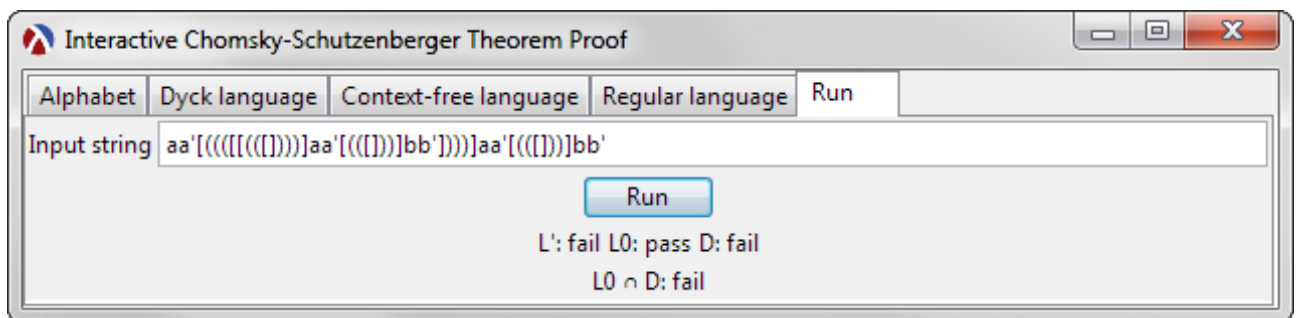 Interactive Chomsky-Schutzenberger Theorem Proof
Alphabet Dyck language Context-free language Regular language Run
Input string aa'[(((([[(([]))))]aa'[(([]))]bb']))))]aa'[(([]))]bb'
Run
L': fail L0: pass D: fail
L0 ∩ D: fail